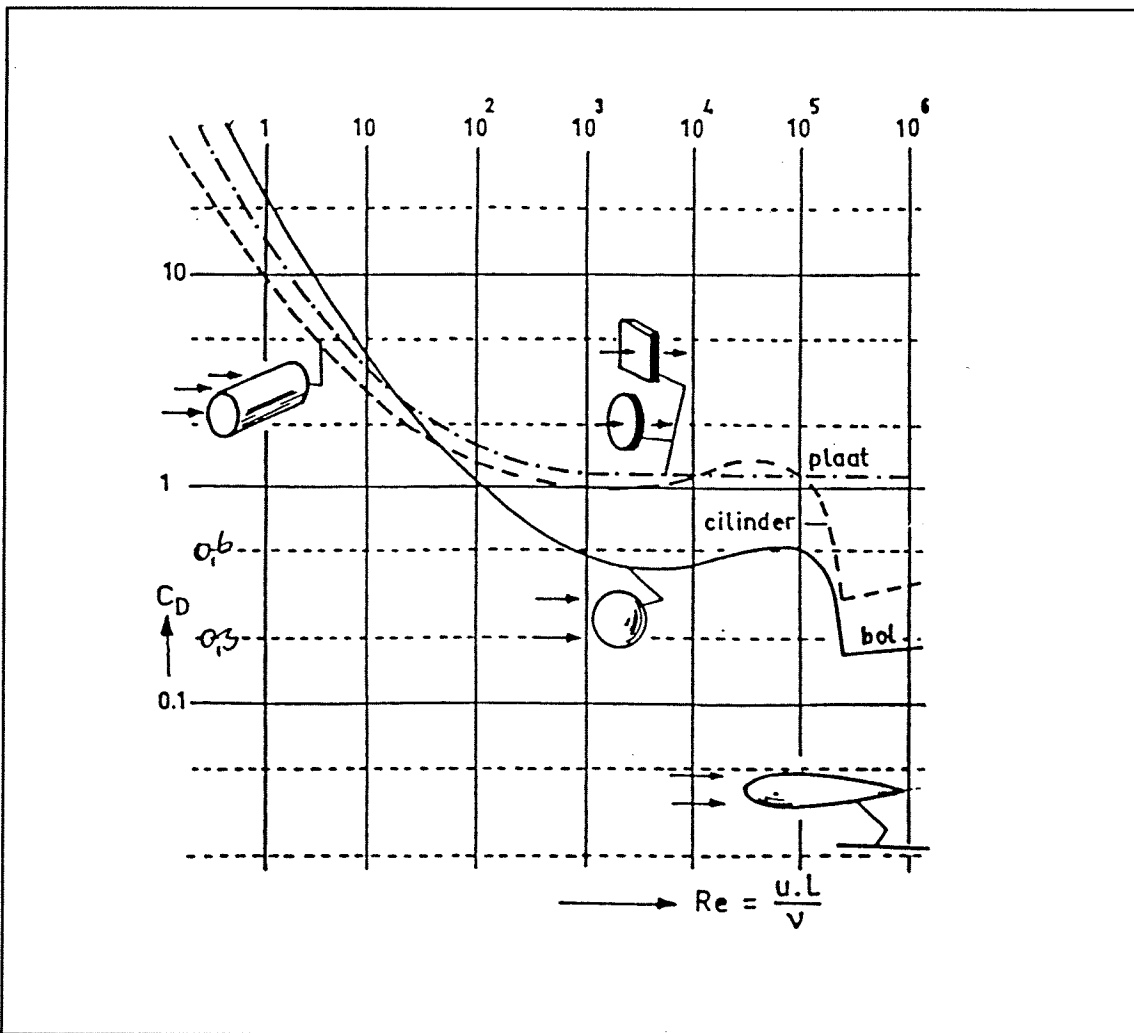 1 10 10² 10³ 10⁴ 10⁵ 10⁶
10
plaat
1
cilinder
0,6
C_D
0,3
bol
0.1
Re = u.L / ν